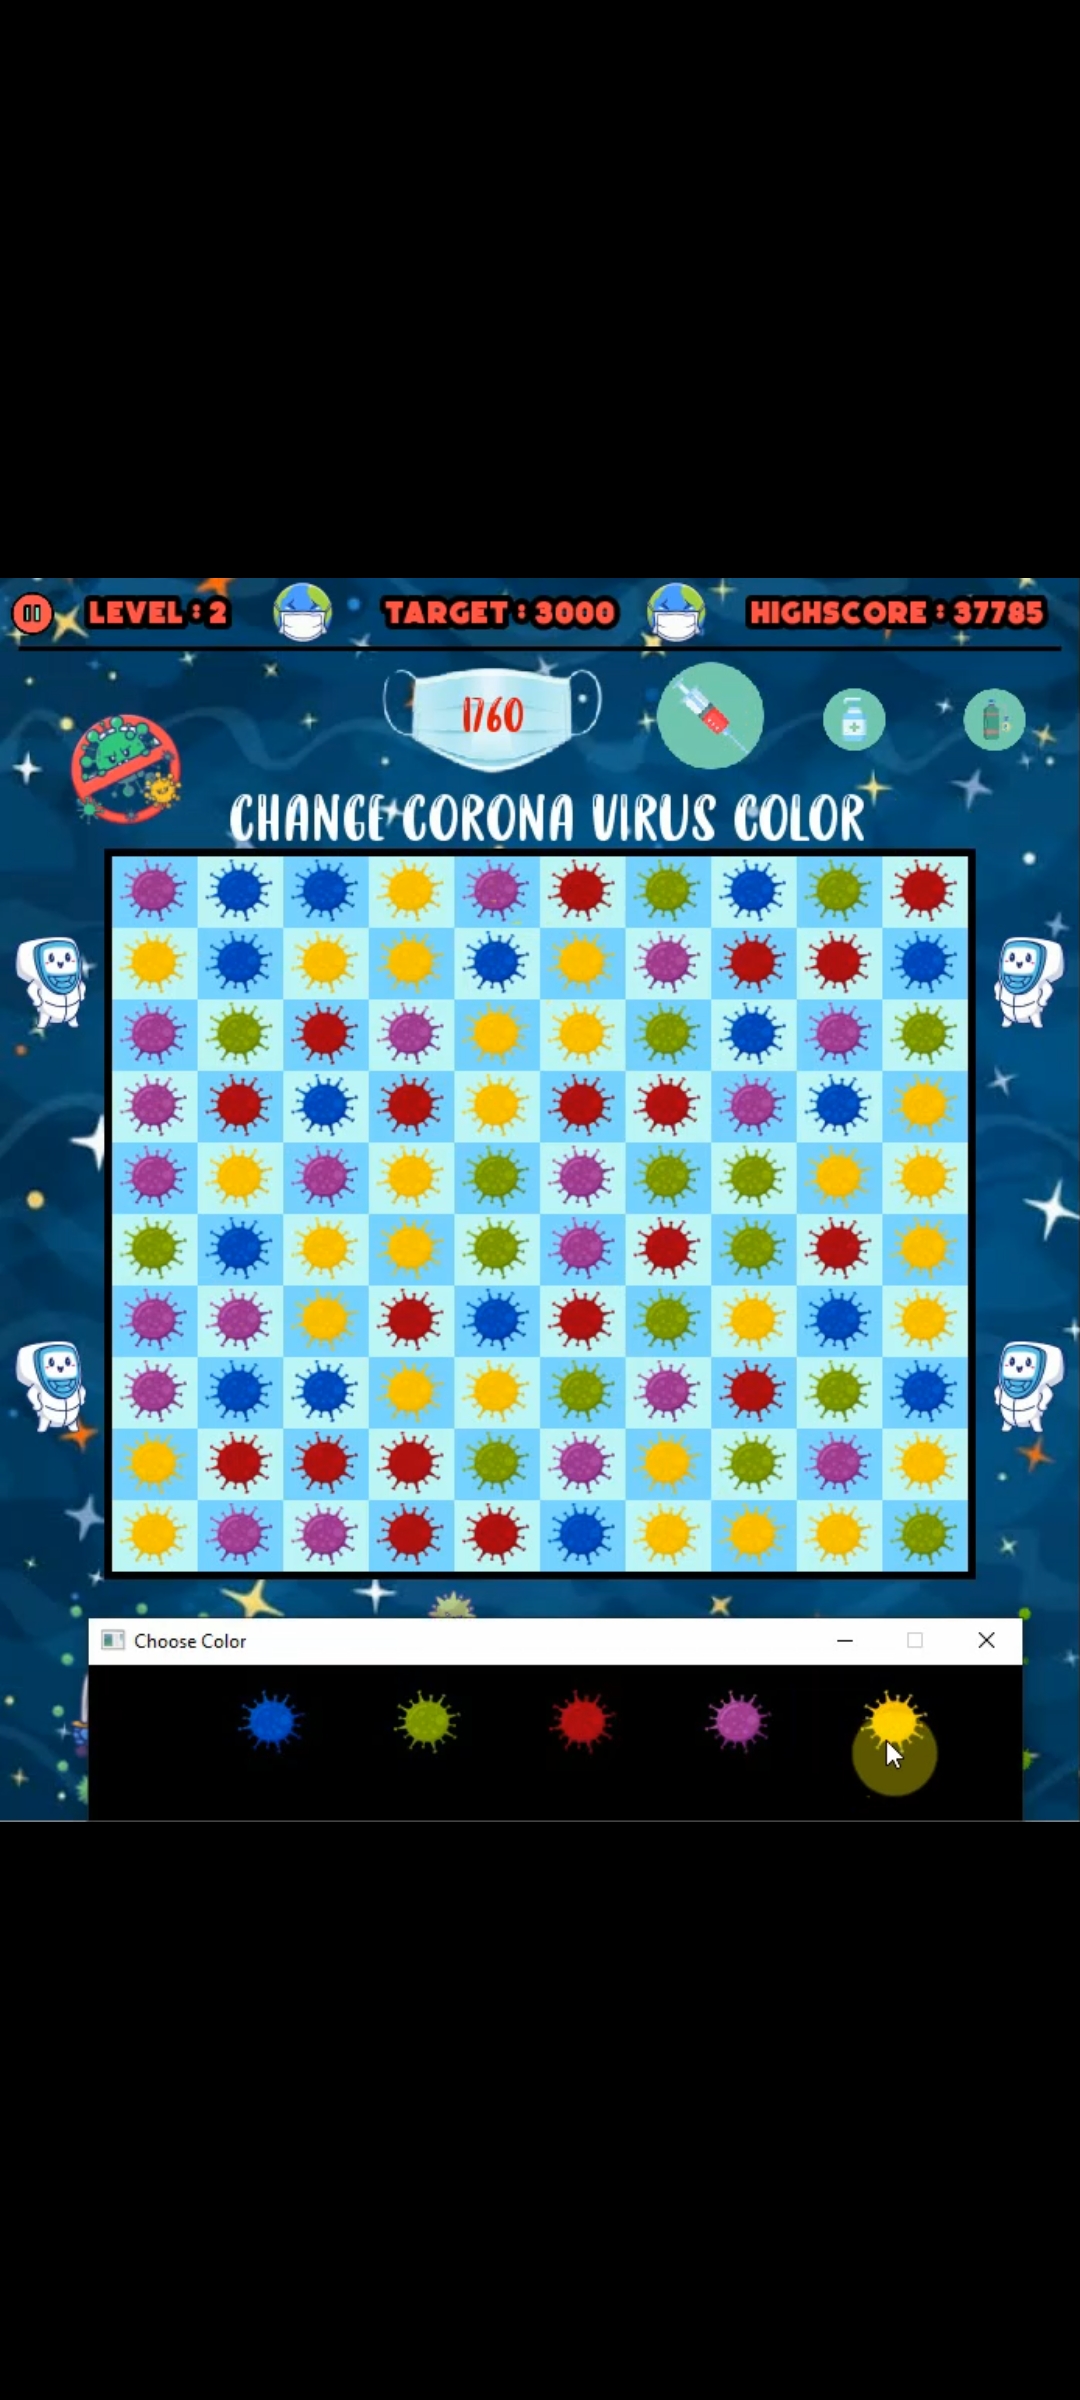 LEVEL : 2
TARGET : 3000
HIGHSCORE : 37785
1760
CHANGE CORONA VIRUS COLOR
Choose Color